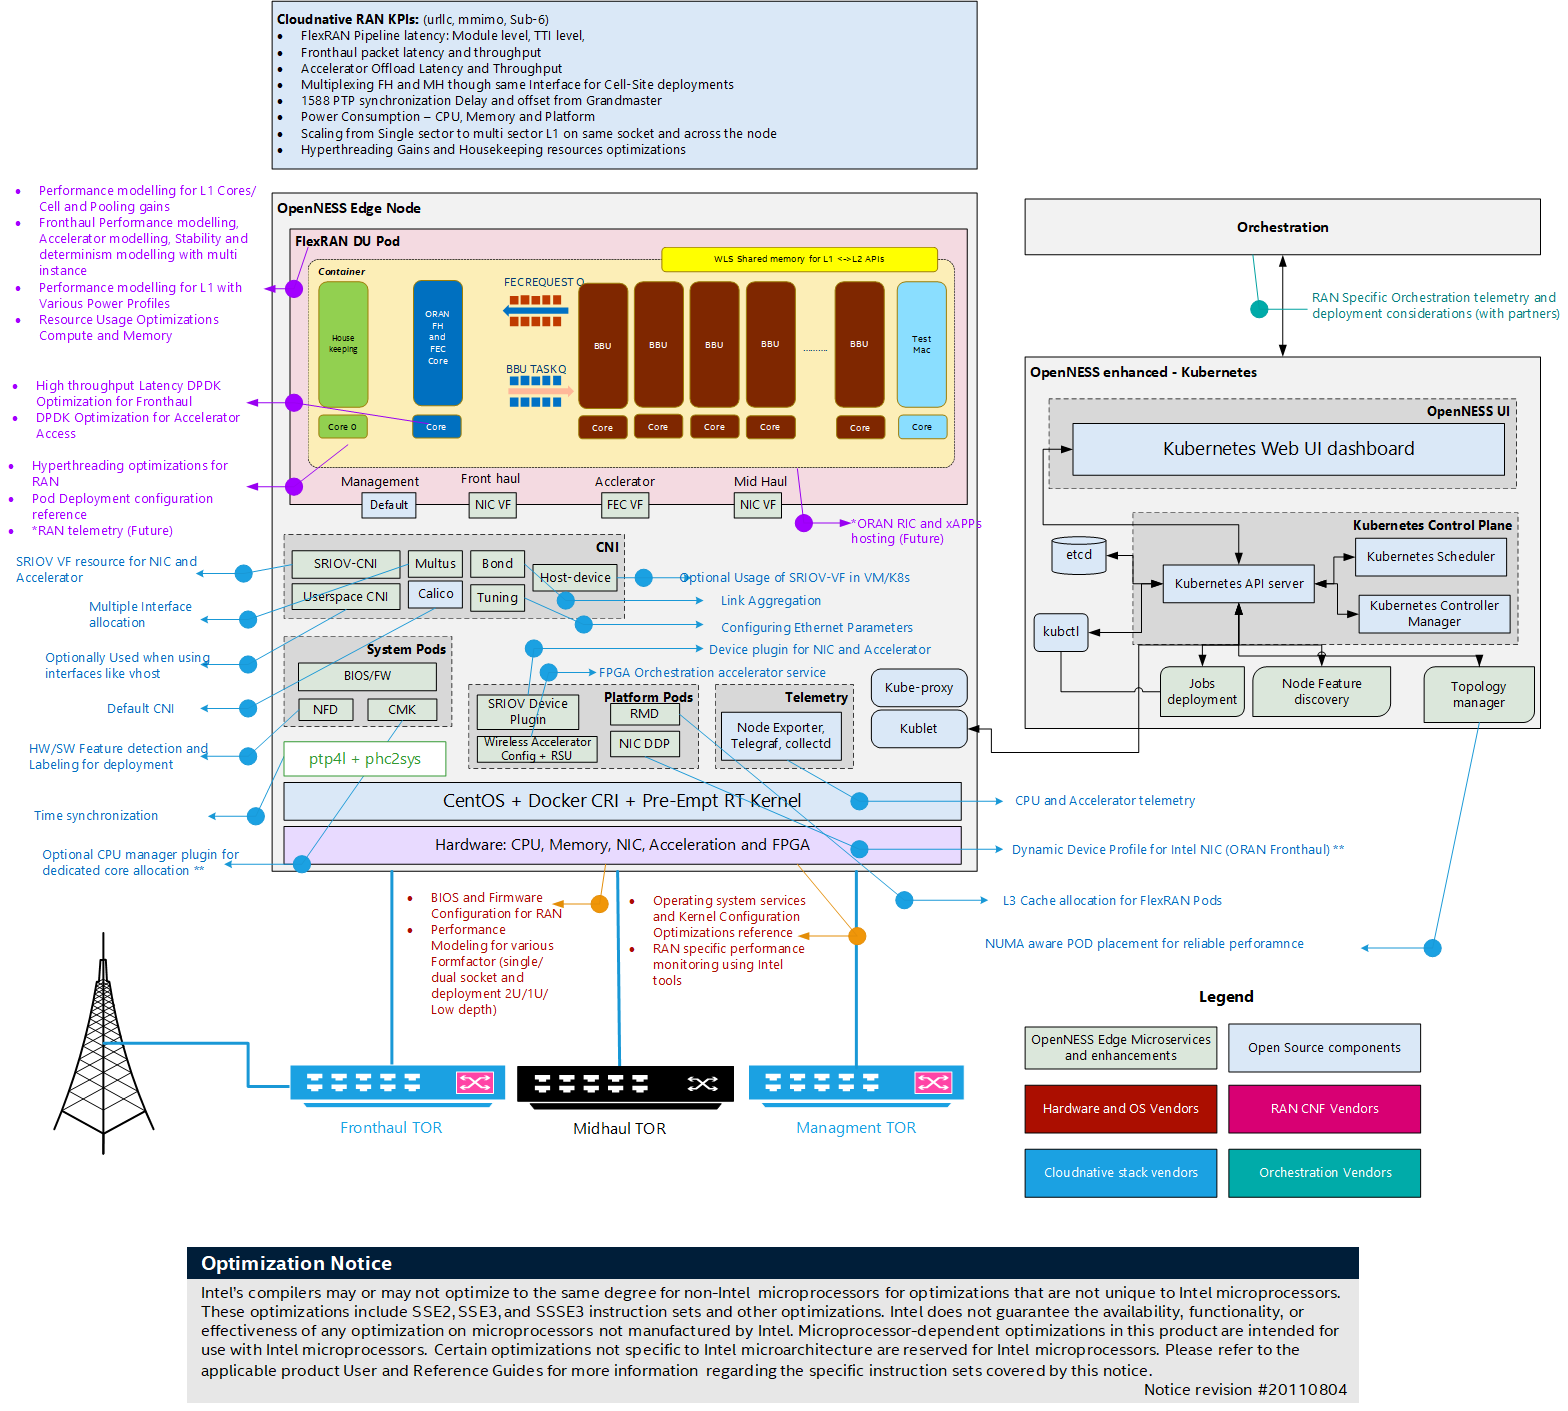 Cloudnative RAN KPIs: (urllc, mmimo, Sub-6)
• FlexRAN Pipeline latency: Module level, TTI level,
• Fronthaul packet latency and throughput
• Accelerator Offload Latency and Throughput
• Multiplexing FH and MH though same Interface for Cell-Site deployments
• 1588 PTP synchronization Delay and offset from Grandmaster
• Power Consumption – CPU, Memory and Platform
• Scaling from Single sector to multi sector L1 on same socket and across the node
• Hyperthreading Gains and Housekeeping resources optimizations
• Performance modelling for L1 Cores/
Cell and Pooling gains
• Fronthaul Performance modelling,
Accelerator modelling, Stability and
determinism modelling with multi
instance
• Performance modelling for L1 with
Various Power Profiles
• Resource Usage Optimizations
Compute and Memory
• High throughput Latency DPDK
Optimization for Fronthaul
• DPDK Optimization for Accelerator
Access
• Hyperthreading optimizations for
RAN
• Pod Deployment configuration
reference
• *RAN telemetry (Future)
OpenNESS Edge Node
FlexRAN DU Pod
WLS Shared memory for L1 <->L2 APIs
Container
House
keeping
ORAN
FH
and
FEC
Core
FEC REQUEST Q
BBU TASKQ
BBU
BBU
BBU
BBU
..........
BBU
Test
Mac
Core 0
Core
Core
Core
Core
Core
Core
Core
Management
Front haul
Acclerator
Mid Haul
Default
NIC VF
FEC VF
NIC VF
*ORAN RIC and xAPPs
hosting (Future)
CNI
SRIOV-CNI
Multus
Bond
Host-device
Userspace CNI
Calico
Tuning
SRIOV VF resource for NIC and
Accelerator
Multiple Interface
allocation
Optionally Used when using
interfaces like vhost
Default CNI
HW/SW Feature detection and
Labeling for deployment
Time synchronization
Optional CPU manager plugin for
dedicated core allocation **
Optional Usage of SRIOV-VF in VM/K8s
Link Aggregation
Configuring Ethernet Parameters
Device plugin for NIC and Accelerator
FPGA Orchestration accelerator service
System Pods
BIOS/FW
NFD
CMK
ptp4l + phc2sys
Platform Pods
SRIOV Device
Plugin
RMD
Wireless Accelerator
Config + RSU
NIC DDP
Telemetry
Node Exporter,
Telegraf, collectd
Kube-proxy
Kublet
CentOS + Docker CRI + Pre-Empt RT Kernel
Hardware: CPU, Memory, NIC, Acceleration and FPGA
Orchestration
RAN Specific Orchestration telemetry and
deployment considerations (with partners)
OpenNESS enhanced - Kubernetes
OpenNESS UI
Kubernetes Web UI dashboard
Kubernetes Control Plane
etcd
Kubernetes API server
Kubernetes Scheduler
Kubernetes Controller
Manager
kubctl
Jobs
deployment
Node Feature
discovery
Topology
manager
CPU and Accelerator telemetry
Dynamic Device Profile for Intel NIC (ORAN Fronthaul) **
L3 Cache allocation for FlexRAN Pods
NUMA aware POD placement for reliable perforamnce
• BIOS and Firmware
Configuration for RAN
• Performance
Modeling for various
Formfactor (single/
dual socket and
deployment 2U/1U/
Low depth)
• Operating system services
and Kernel Configuration
Optimizations reference
• RAN specific performance
monitoring using Intel
tools
Fronthaul TOR
Midhaul TOR
Managment TOR
Legend
OpenNESS Edge Microservices
and enhancements
Open Source components
Hardware and OS Vendors
RAN CNF Vendors
Cloudnative stack vendors
Orchestration Vendors
Optimization Notice
Intel's compilers may or may not optimize to the same degree for non-Intel microprocessors for optimizations that are not unique to Intel microprocessors.
These optimizations include SSE2, SSE3, and SSSE3 instruction sets and other optimizations. Intel does not guarantee the availability, functionality, or
effectiveness of any optimization on microprocessors not manufactured by Intel. Microprocessor-dependent optimizations in this product are intended for
use with Intel microprocessors. Certain optimizations not specific to Intel microarchitecture are reserved for Intel microprocessors. Please refer to the
applicable product User and Reference Guides for more information regarding the specific instruction sets covered by this notice.
Notice revision #20110804